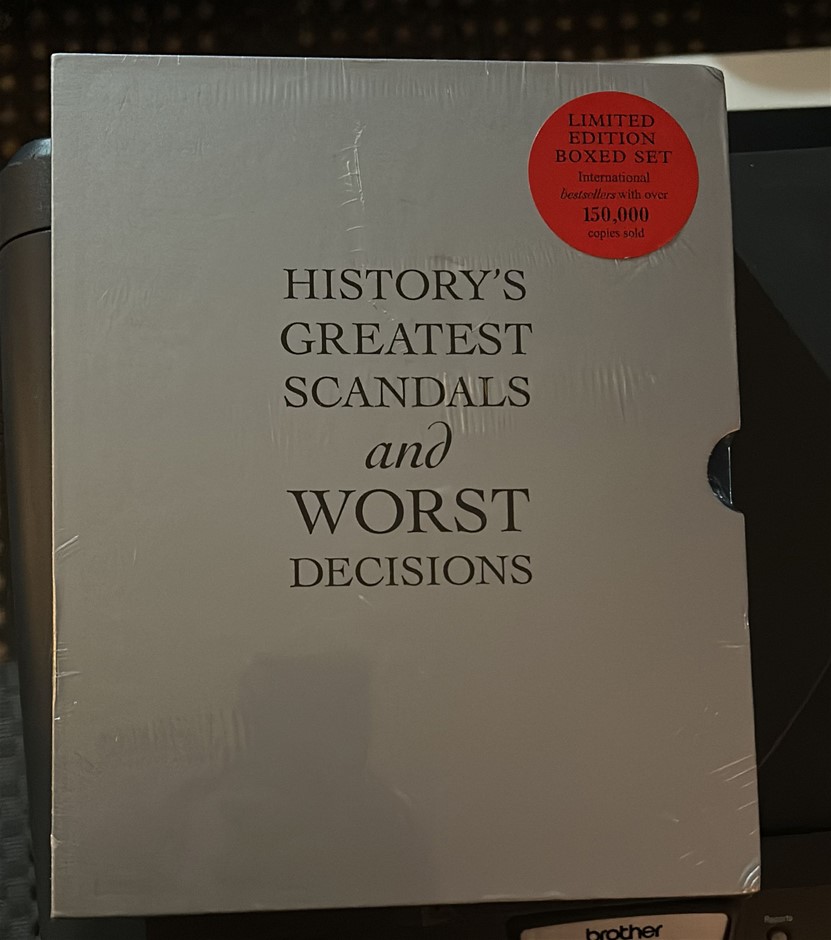 LIMITED
EDITION
BOXED SET
International
bestsellers with over
150,000
copies sold
HISTORY'S
GREATEST
SCANDALS
and
WORST
DECISIONS
Reports
brother